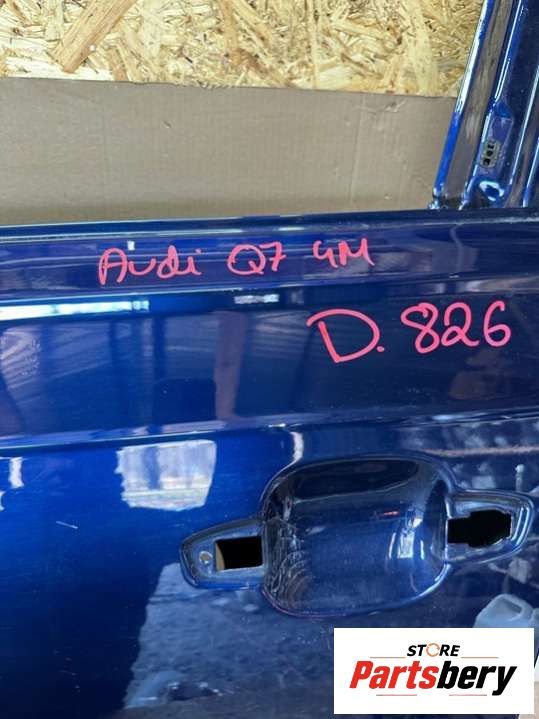 Audi Q7 4M
D.826
STORE
Partsbery